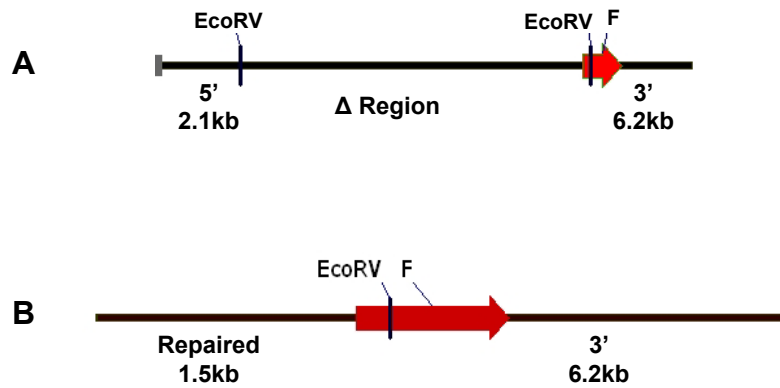 EcoRV EcoRV F
A
5’ 3’
2.1kb Δ Region 6.2kb
EcoRV F
B
Repaired 3’
1.5kb 6.2kb